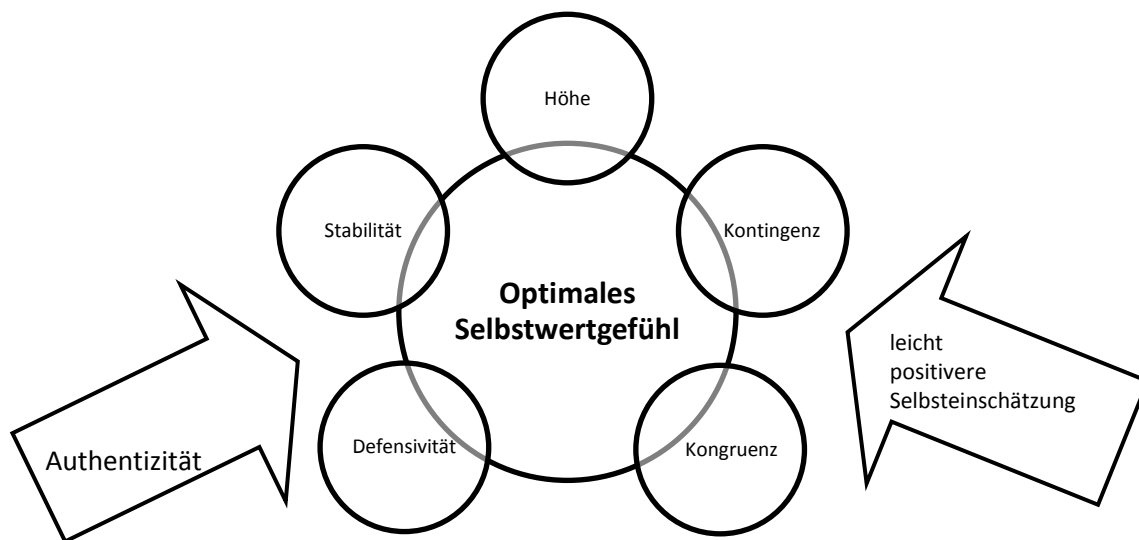 Höhe
Stabilität
Kontingenz
Optimales
Selbstwertgefühl
leicht
positivere
Selbsteinschätzung
Defensivität
Kongruenz
Authentizität